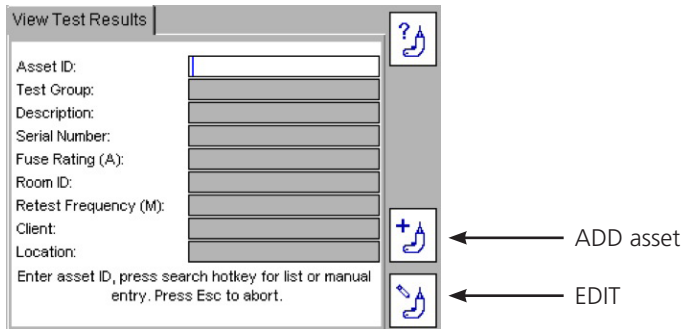 View Test Results
?
Asset ID:
Test Group:
Description:
Serial Number:
Fuse Rating (A):
Room ID:
Retest Frequency (M):
Client:
Location:
+
ADD asset
Enter asset ID, press search hotkey for list or manual
entry. Press Esc to abort.
EDIT